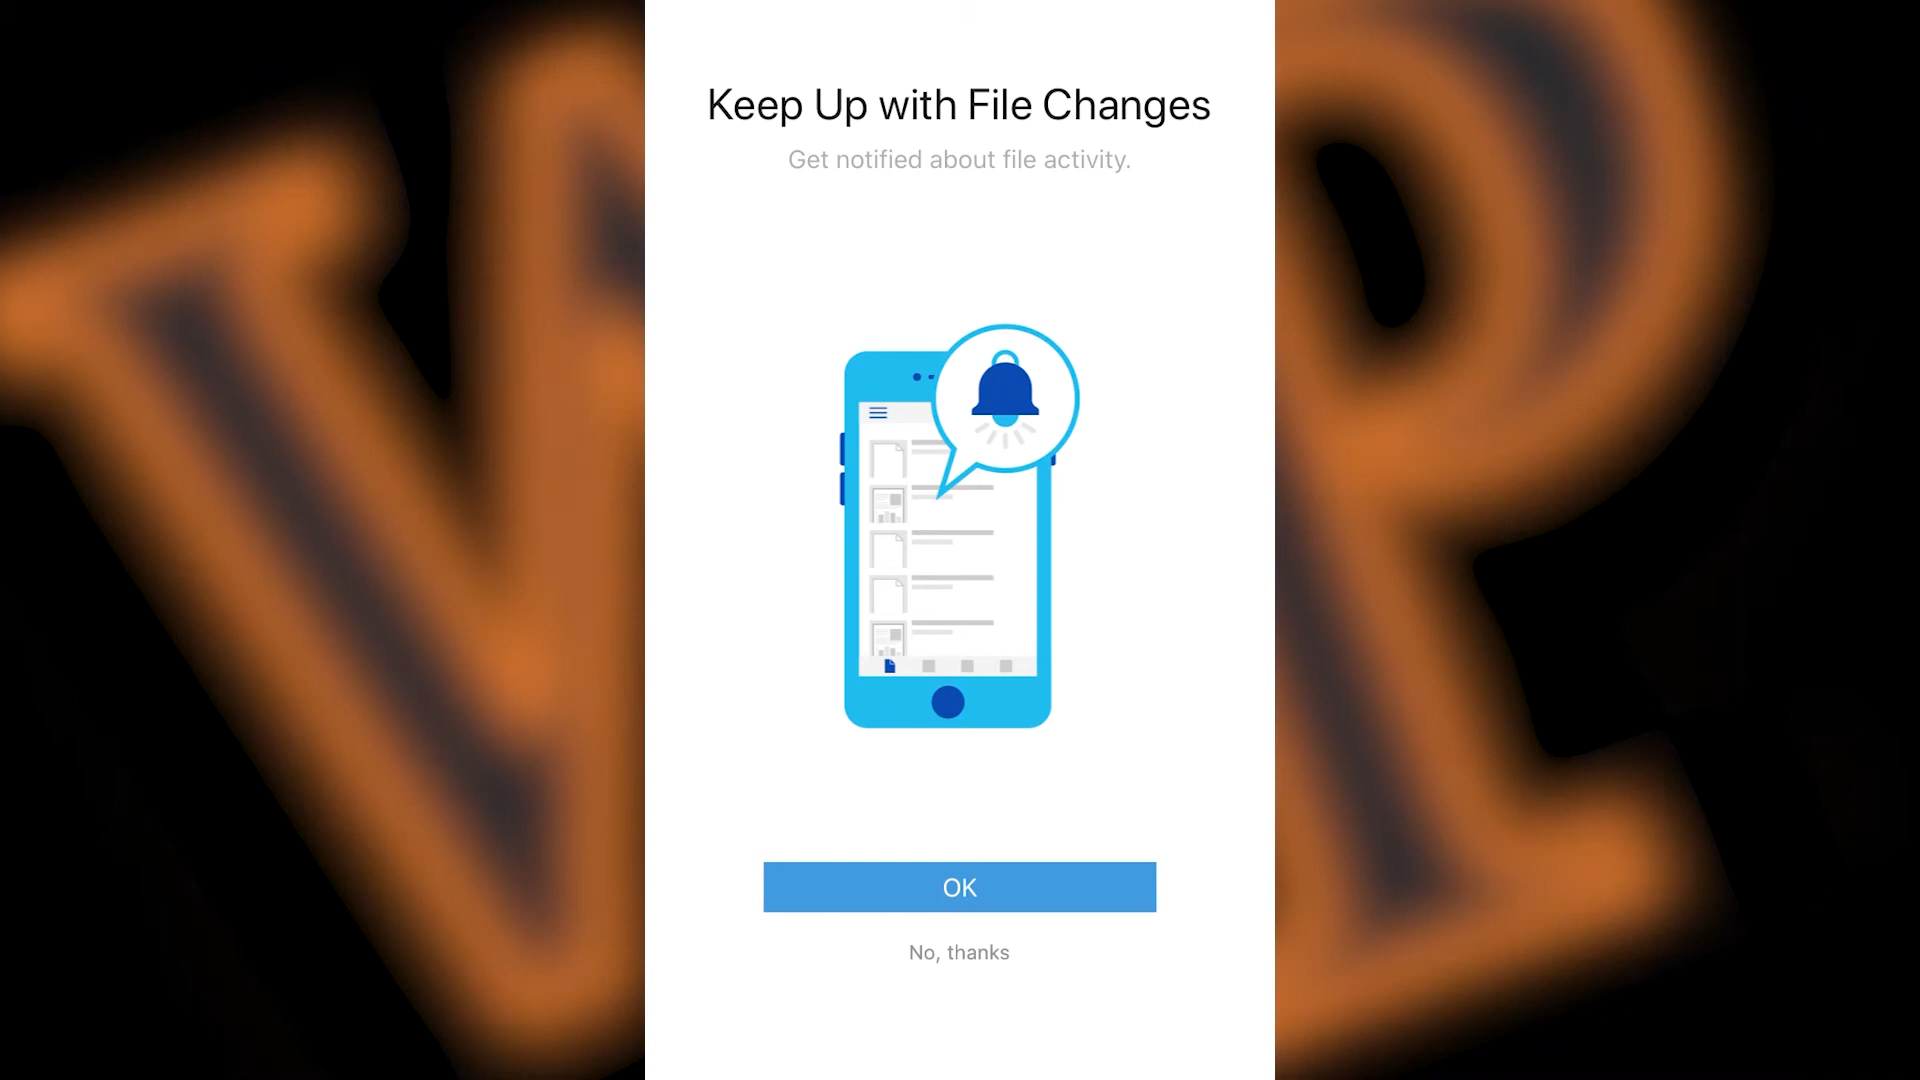 Keep Up with File Changes
Get notified about file activity.
OK
No, thanks